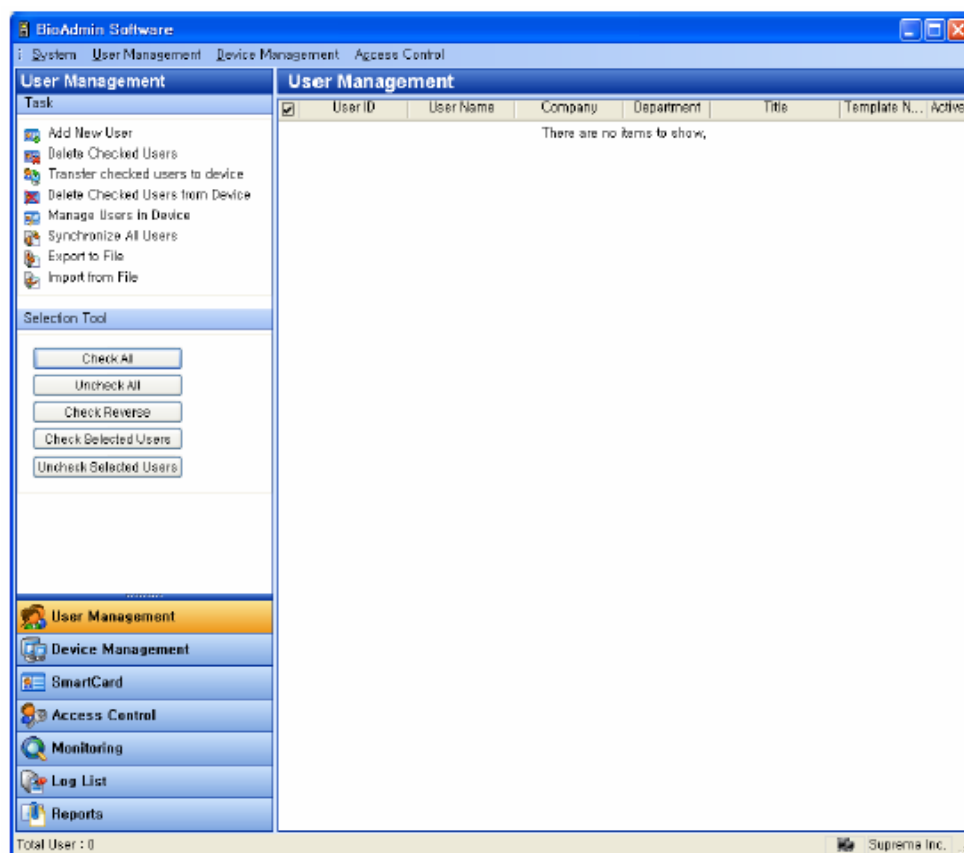 BioAdmin Software
System User Management Device Management Access Control
User Management
Task
Add New User
Delete Checked Users
Transfer checked users to device
Delete Checked Users from Device
Manage Users in Device
Synchronize All Users
Export to File
Import from File
Selection Tool
Check All
Uncheck All
Check Reverse
Check Selected Users
Uncheck Selected Users
User Management
Device Management
SmartCard
Access Control
Monitoring
Log List
Reports
User Management
User ID User Name Company Department Title Template N... Active
There are no items to show,
Total User : 0
Suprema Inc,